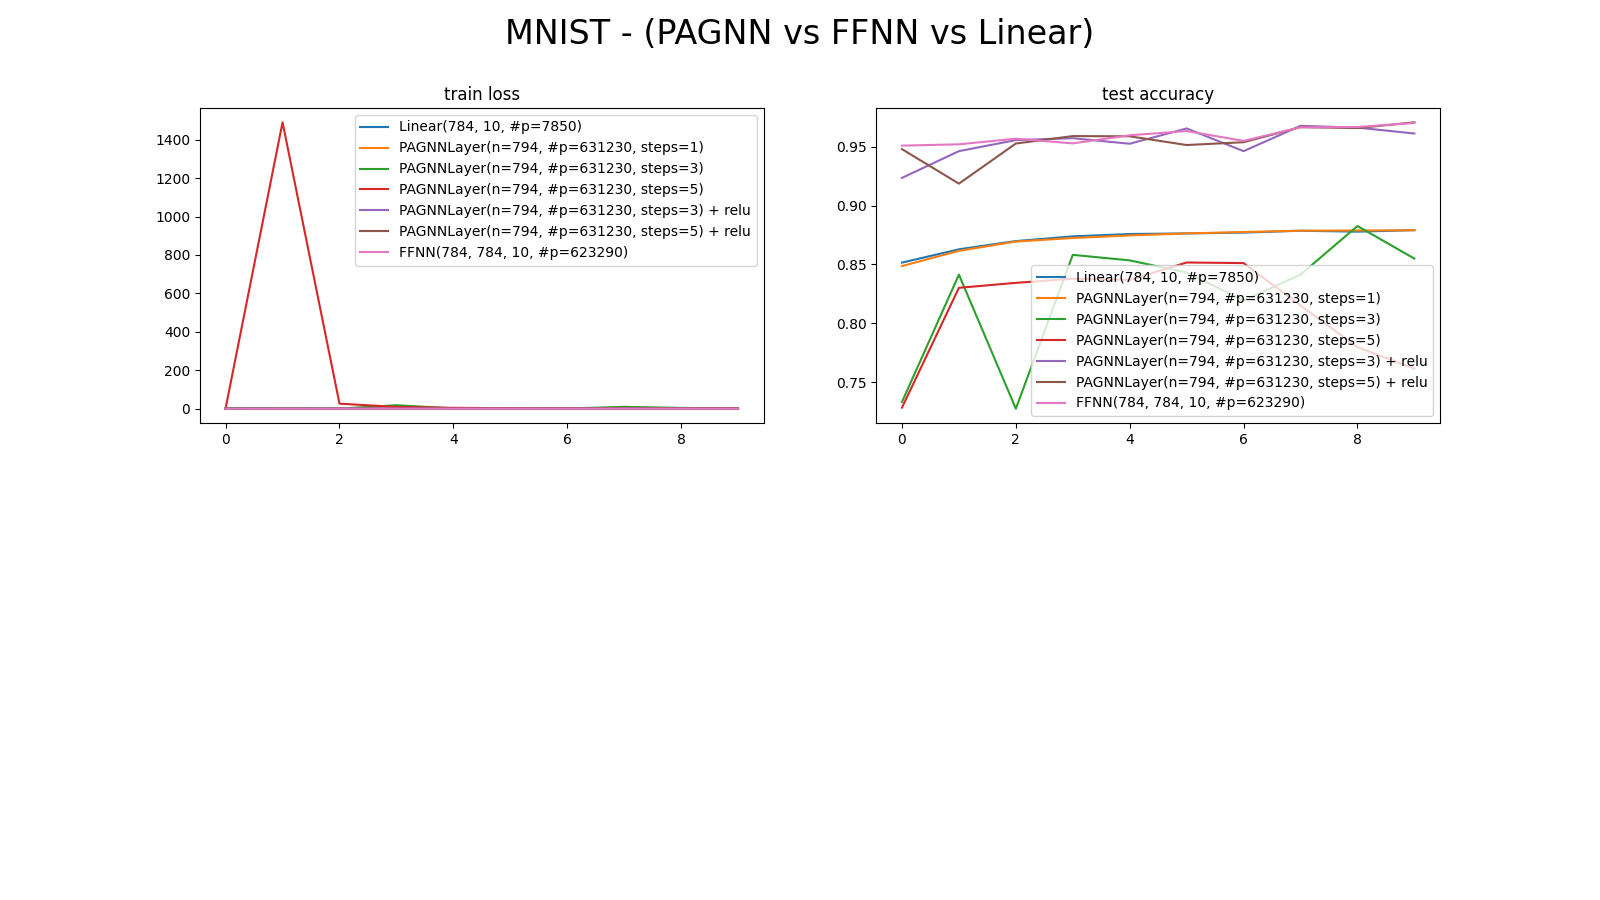 MNIST - (PAGNN vs FFNN vs Linear)
train loss
1400
1200
1000
800
600
400
200
0
0 2 4 6 8
Linear(784, 10, #p=7850)
PAGNNLayer(n=794, #p=631230, steps=1)
PAGNNLayer(n=794, #p=631230, steps=3)
PAGNNLayer(n=794, #p=631230, steps=5)
PAGNNLayer(n=794, #p=631230, steps=3) + relu
PAGNNLayer(n=794, #p=631230, steps=5) + relu
FFNN(784, 784, 10, #p=623290)
test accuracy
0.95
0.90
0.85
0.80
0.75
0 2 4 6 8
Linear(784, 10, #p=7850)
PAGNNLayer(n=794, #p=631230, steps=1)
PAGNNLayer(n=794, #p=631230, steps=3)
PAGNNLayer(n=794, #p=631230, steps=5)
PAGNNLayer(n=794, #p=631230, steps=3) + relu
PAGNNLayer(n=794, #p=631230, steps=5) + relu
FFNN(784, 784, 10, #p=623290)